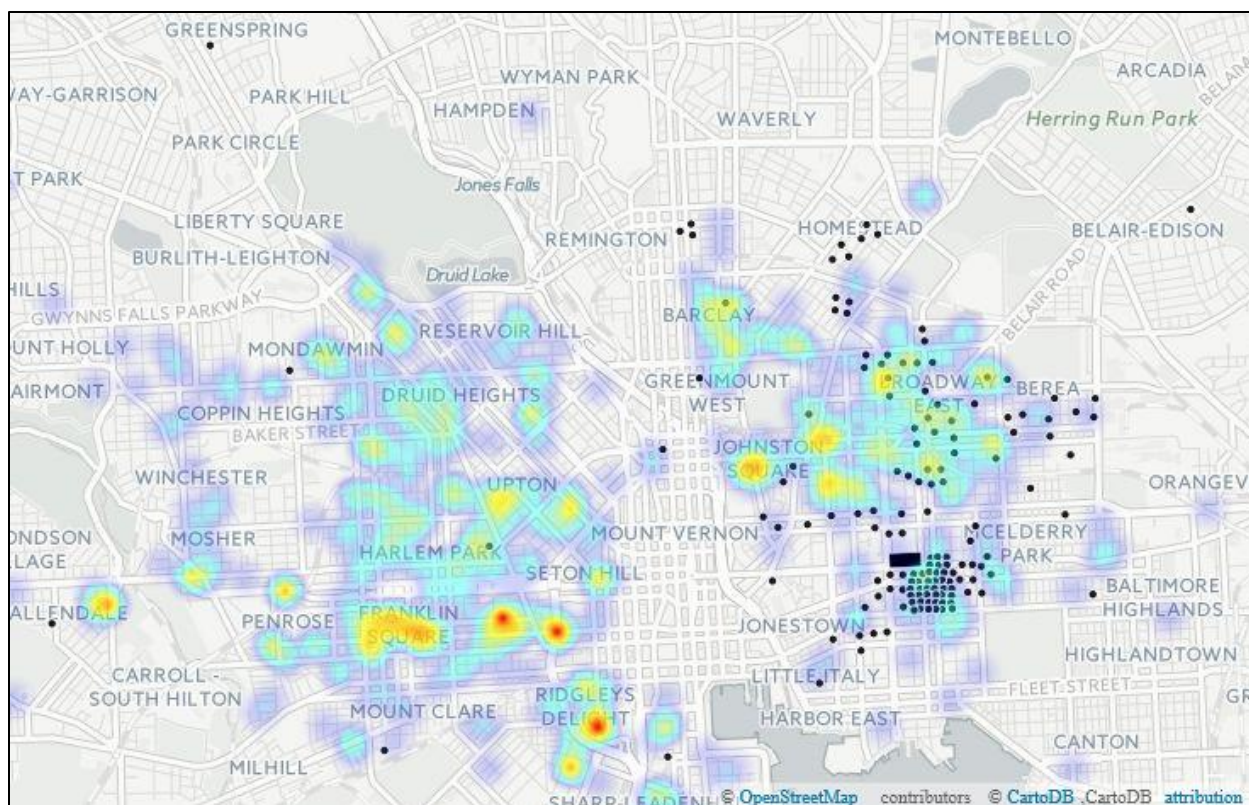 GREENSPRING
MONTEBELLO
WYMAN PARK
ARCADIA
WAY-GARRISON
PARK HILL
HAMPDEN
WAVERLY
Herring Run Park
PARK CIRCLE
T PARK
Jones Falls
LIBERTY SQUARE
REMINGTON
HOMESTEAD
BELAIR-EDISON
BURLITH-LEIGHTON
Druid Lake
BELAIR ROAD
HILLS
GWYNNS FALLS PARKWAY
BARCLAY
RESERVOIR HILL
UNT HOLLY
MONDAWMIN
AIRMONT
DRUID HEIGHTS
GREENMOUNT
WEST
BROADWAY
EAST
BEREA
COPPIN HEIGHTS
BAKER STREET
JOHNSTON
SQUARE
WINCHESTER
UPTON
ORANGEV
MOUNT VERNON
MCELDERRY
PARK
ONDSON
LAGE
MOSHER
HARLEM PARK
SETON HILL
BALTIMORE
HIGHLANDS
ALLENDALE
PENROSE
FRANKLIN
SQUARE
JONESTOWN
HIGHLANDTOWN
CARROLL -
SOUTH HILTON
LITTLE ITALY
FLEET STREET
RIDGLEYS
DELIGHT
MOUNT CLARE
HARBOR EAST
CANTON
MILHILL
© OpenStreetMap contributors © CartoDB ,CartoDB attribution